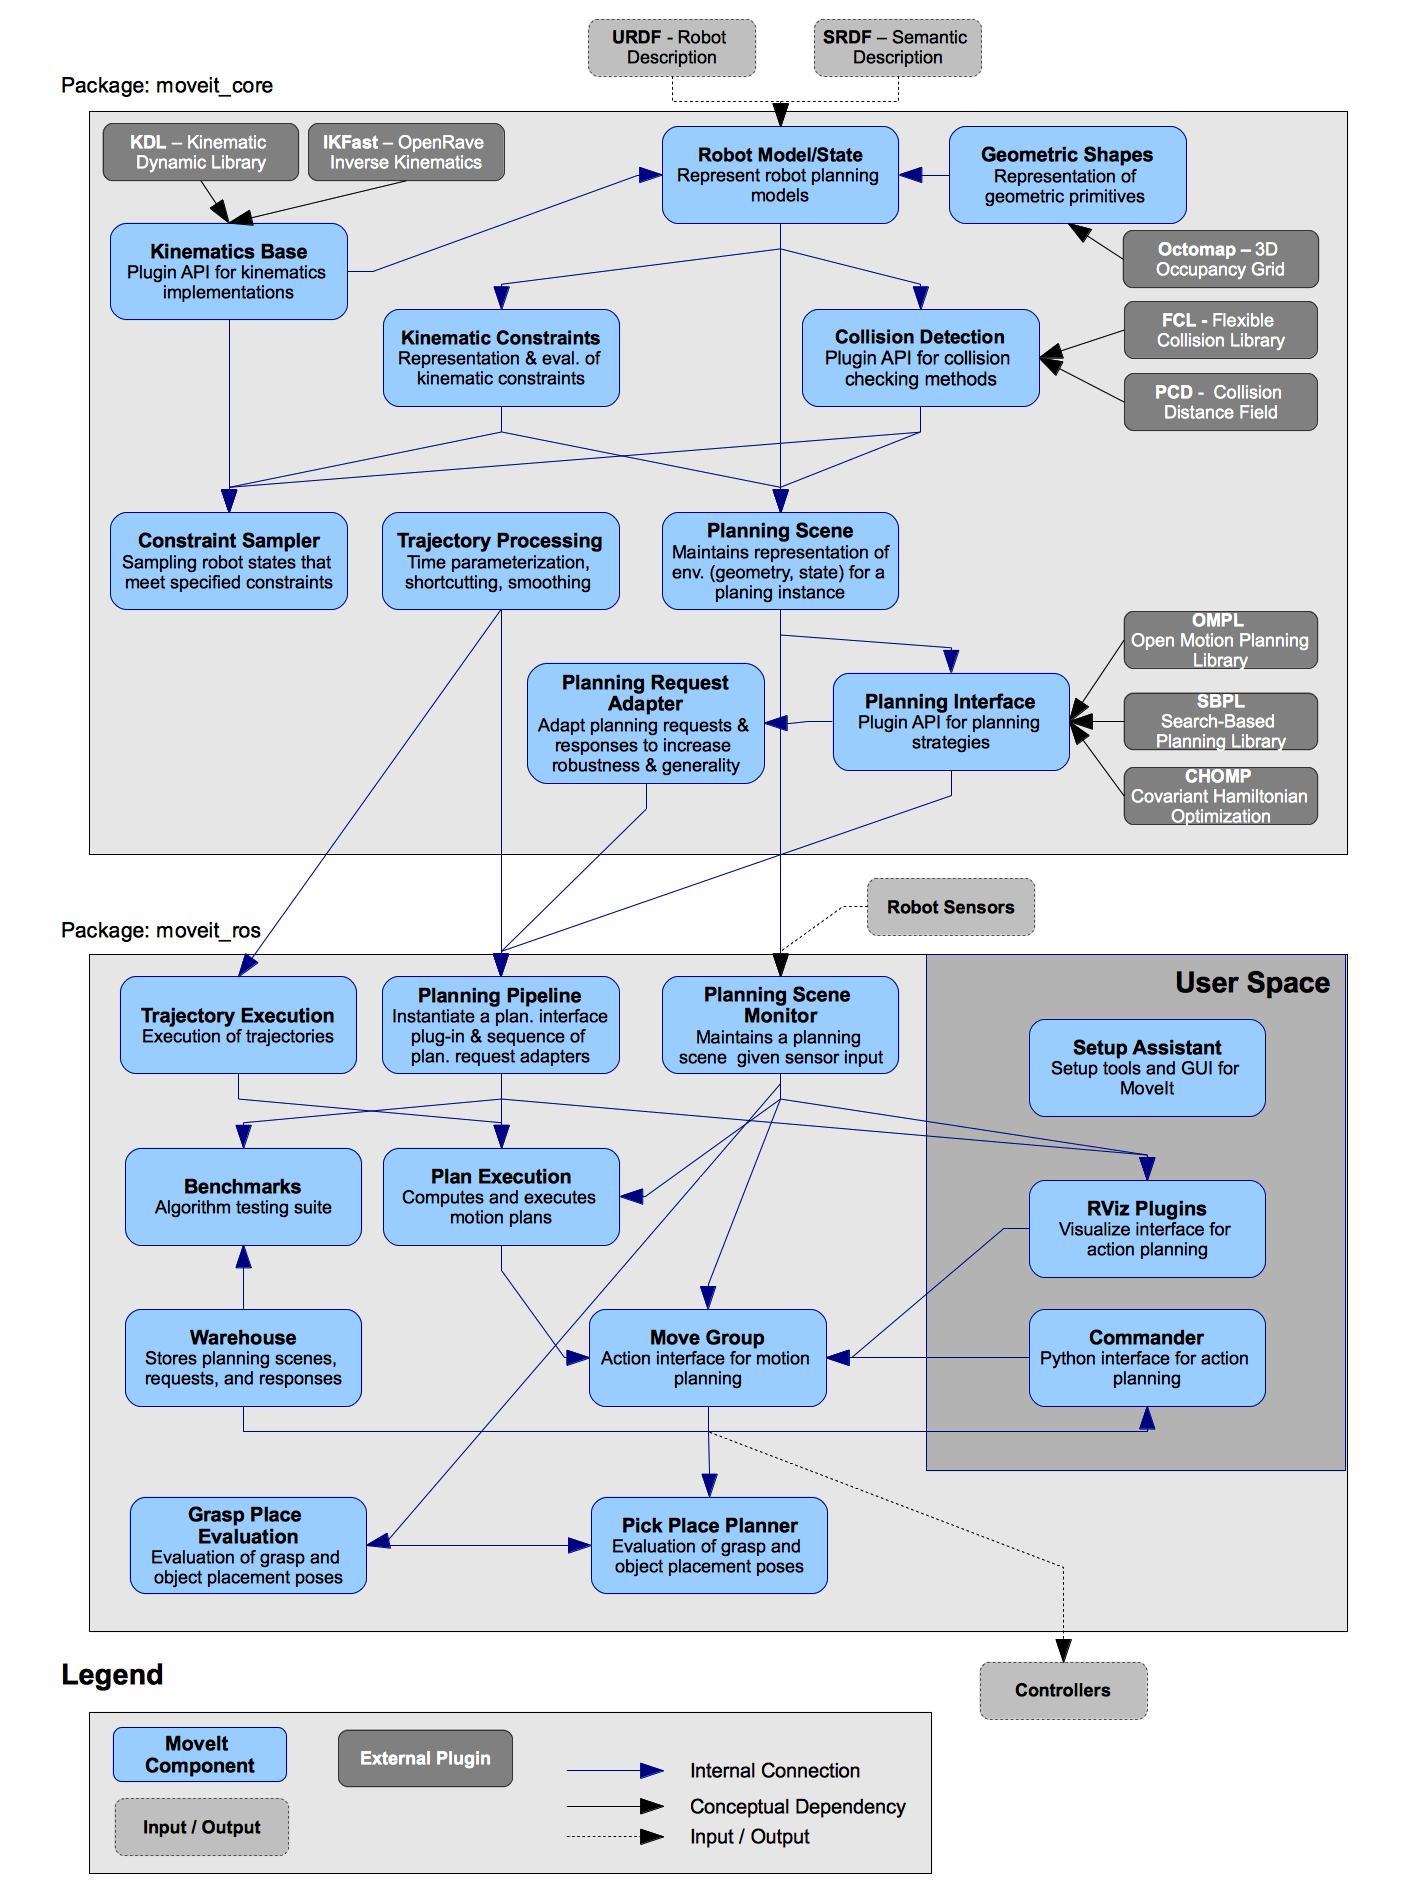 URDF - Robot
Description
SRDF – Semantic
Description
Package: moveit_core
KDL – Kinematic
Dynamic Library
IKFast – OpenRave
Inverse Kinematics
Robot Model/State
Represent robot planning
models
Geometric Shapes
Representation of
geometric primitives
Kinematics Base
Plugin API for kinematics
implementations
Octomap – 3D
Occupancy Grid
Kinematic Constraints
Representation & eval. of
kinematic constraints
Collision Detection
Plugin API for collision
checking methods
FCL - Flexible
Collision Library
PCD - Collision
Distance Field
Constraint Sampler
Sampling robot states that
meet specified constraints
Trajectory Processing
Time parameterization,
shortcutting, smoothing
Planning Scene
Maintains representation of
env. (geometry, state) for a
planing instance
OMPL
Open Motion Planning
Library
Planning Request
Adapter
Adapt planning requests &
responses to increase
robustness & generality
Planning Interface
Plugin API for planning
strategies
SBPL
Search-Based
Planning Library
CHOMP
Covariant Hamiltonian
Optimization
Robot Sensors
Package: moveit_ros
User Space
Trajectory Execution
Execution of trajectories
Planning Pipeline
Instantiate a plan. interface
plug-in & sequence of
plan. request adapters
Planning Scene
Monitor
Maintains a planning
scene given sensor input
Setup Assistant
Setup tools and GUI for
MoveIt
Benchmarks
Algorithm testing suite
Plan Execution
Computes and executes
motion plans
RViz Plugins
Visualize interface for
action planning
Warehouse
Stores planning scenes,
requests, and responses
Move Group
Action interface for motion
planning
Commander
Python interface for action
planning
Grasp Place
Evaluation
Evaluation of grasp and
object placement poses
Pick Place Planner
Evaluation of grasp and
object placement poses
Legend
Controllers
MoveIt
Component
External Plugin
Internal Connection
Conceptual Dependency
Input / Output
Input / Output